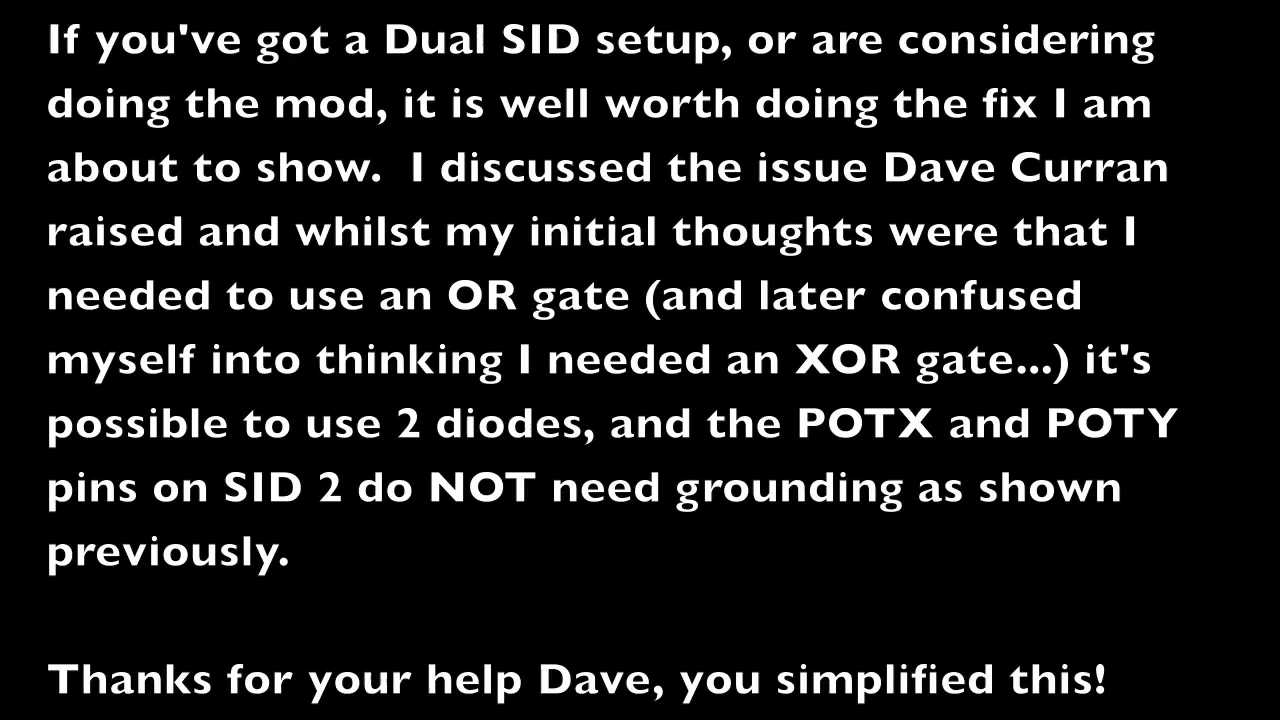 If you've got a Dual SID setup, or are considering
doing the mod, it is well worth doing the fix I am
about to show.  I discussed the issue Dave Curran
raised and whilst my initial thoughts were that I
needed to use an OR gate (and later confused
myself into thinking I needed an XOR gate...) it's
possible to use 2 diodes, and the POTX and POTY
pins on SID 2 do NOT need grounding as shown
previously.

Thanks for your help Dave, you simplified this!